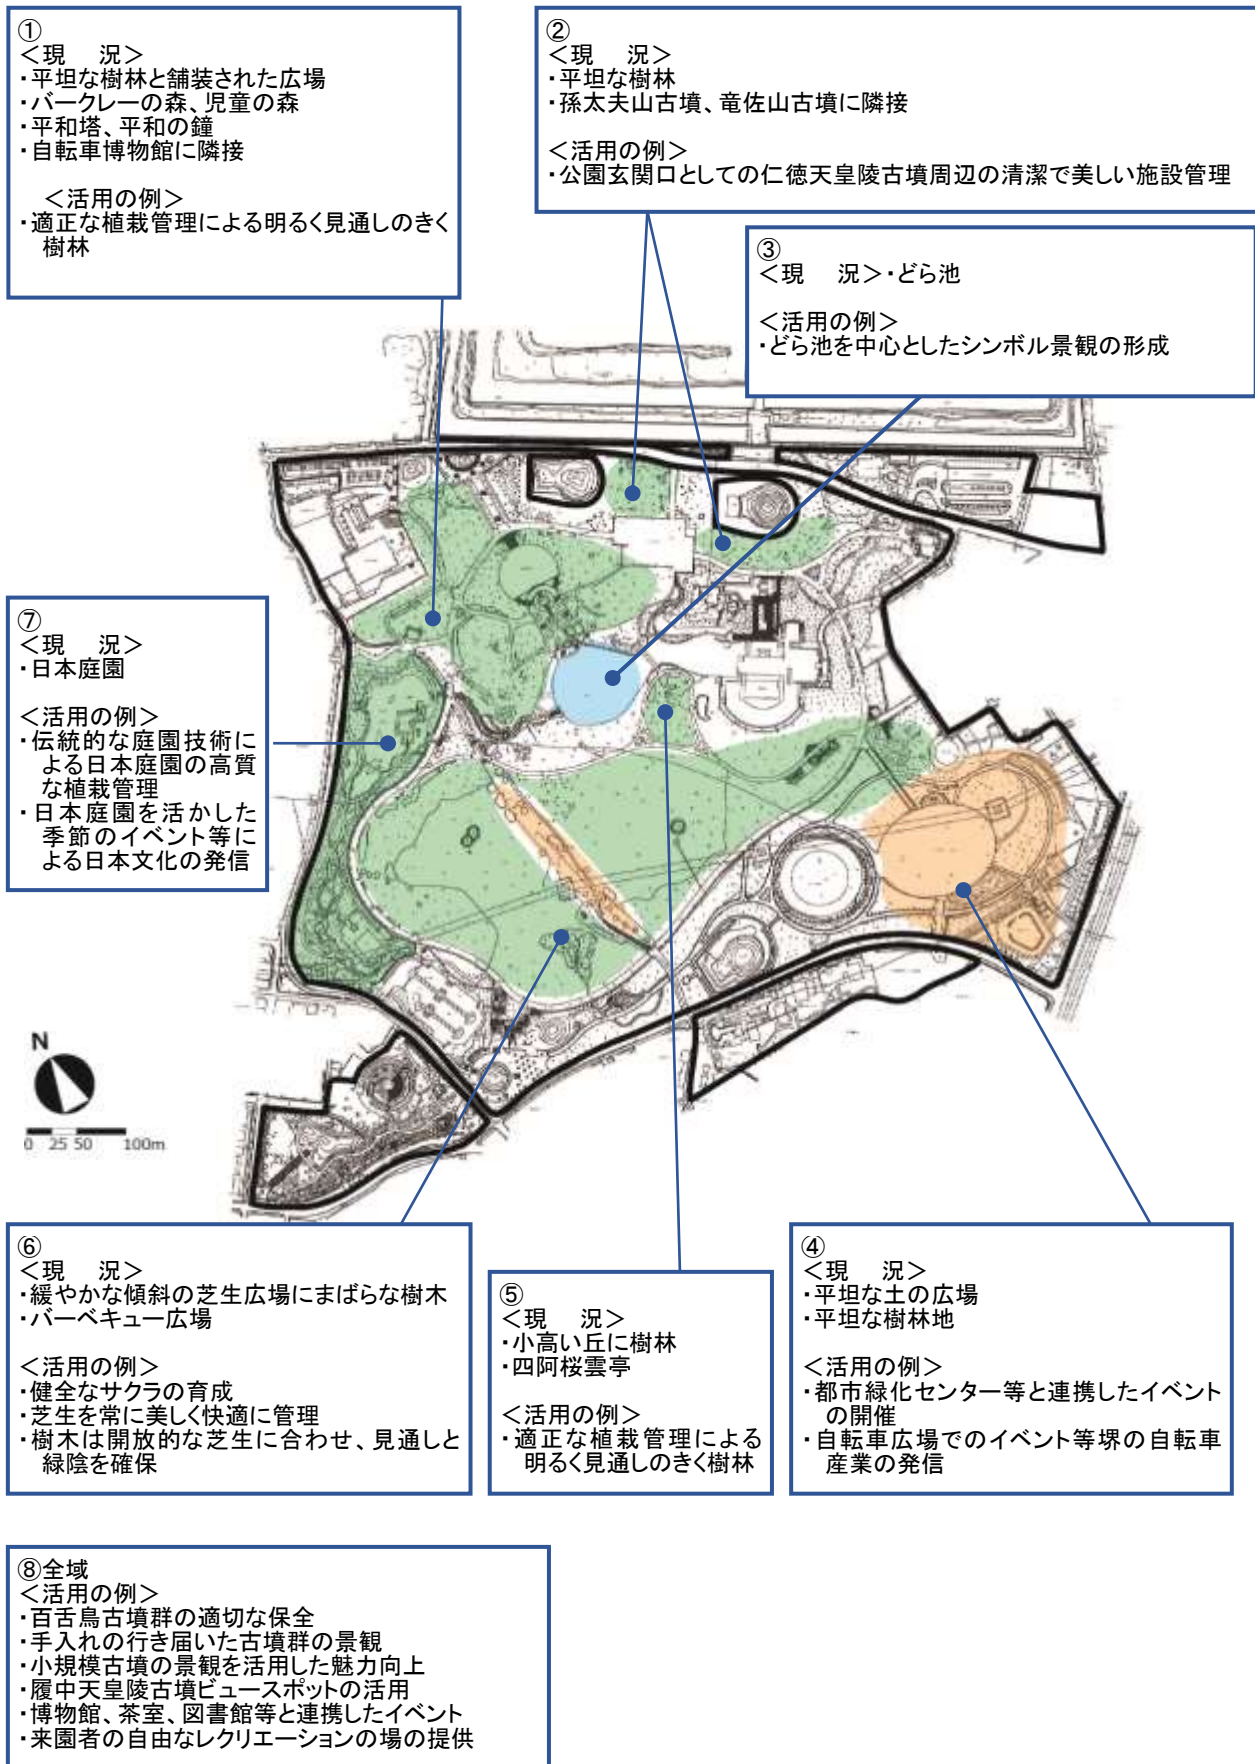 ①
＜現　況＞
・平坦な樹林と舗装された広場
・バークレーの森、児童の森
・平和塔、平和の鐘
・自転車博物館に隣接
＜活用の例＞
・適正な植栽管理による明るく見通しのきく
樹林
②
＜現　況＞
・平坦な樹林
・孫太夫山古墳、竜佐山古墳に隣接
＜活用の例＞
・公園玄関口としての仁徳天皇陵古墳周辺の清潔で美しい施設管理
③
＜現　況＞・どら池
＜活用の例＞
・どら池を中心としたシンボル景観の形成
⑦
＜現　況＞
・日本庭園
＜活用の例＞
・伝統的な庭園技術に
よる日本庭園の高質
な植栽管理
・日本庭園を活かした
季節のイベント等に
よる日本文化の発信
N
0 25 50 100m
⑥
＜現　況＞
・緩やかな傾斜の芝生広場にまばらな樹木
・バーベキュー広場
＜活用の例＞
・健全なサクラの育成
・芝生を常に美しく快適に管理
・樹木は開放的な芝生に合わせ、見通しと
緑陰を確保
⑤
＜現　況＞
・小高い丘に樹林
・四阿桜雲亭
＜活用の例＞
・適正な植栽管理による
明るく見通しのきく樹林
④
＜現　況＞
・平坦な土の広場
・平坦な樹林地
＜活用の例＞
・都市緑化センター等と連携したイベント
の開催
・自転車広場でのイベント等堺の自転車
産業の発信
⑧全域
＜活用の例＞
・百舌鳥古墳群の適切な保全
・手入れの行き届いた古墳群の景観
・小規模古墳の景観を活用した魅力向上
・履中天皇陵古墳ビュースポットの活用
・博物館、茶室、図書館等と連携したイベント
・来園者の自由なレクリエーションの場の提供